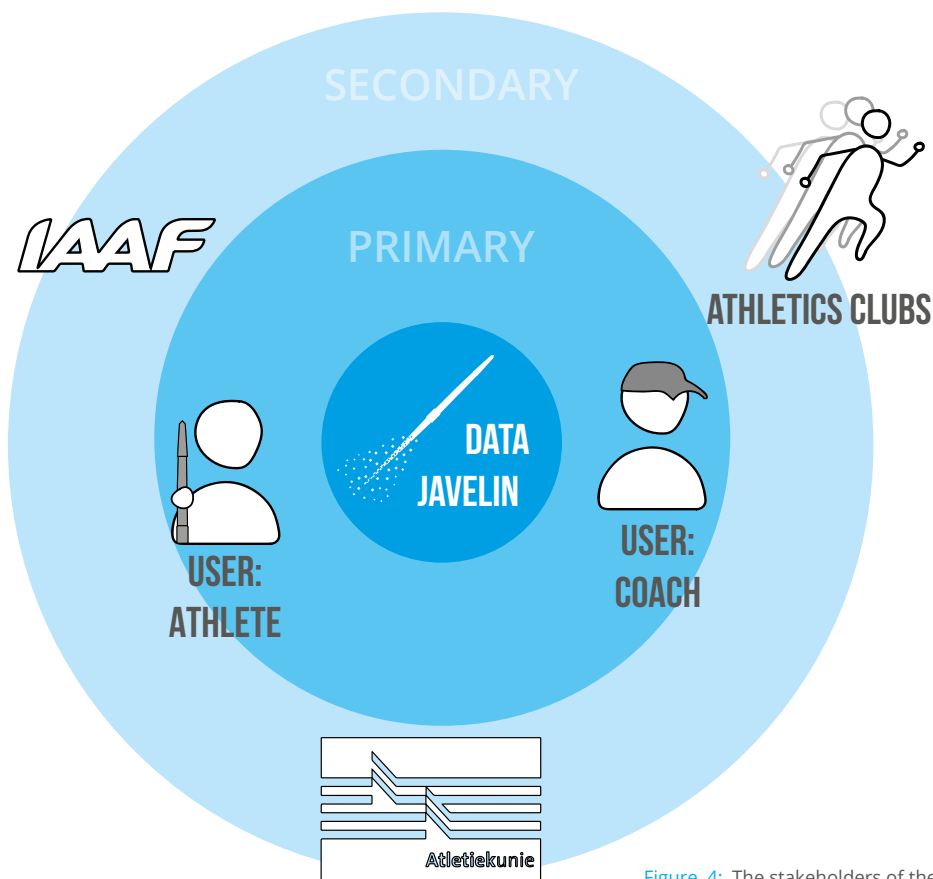 SECONDARY
IAAF
PRIMARY
ATHLETICS CLUBS
DATA
JAVELIN
USER:
COACH
USER:
ATHLETE
Atletiekunie
Figure 4: The stakeholders of the